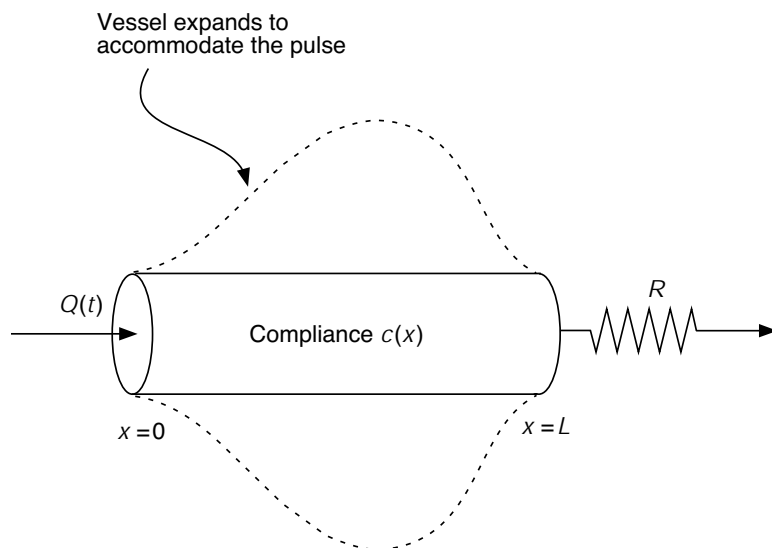 Vessel expands to
accommodate the pulse
Q(t)
Compliance c(x)
R
x = 0
x = L